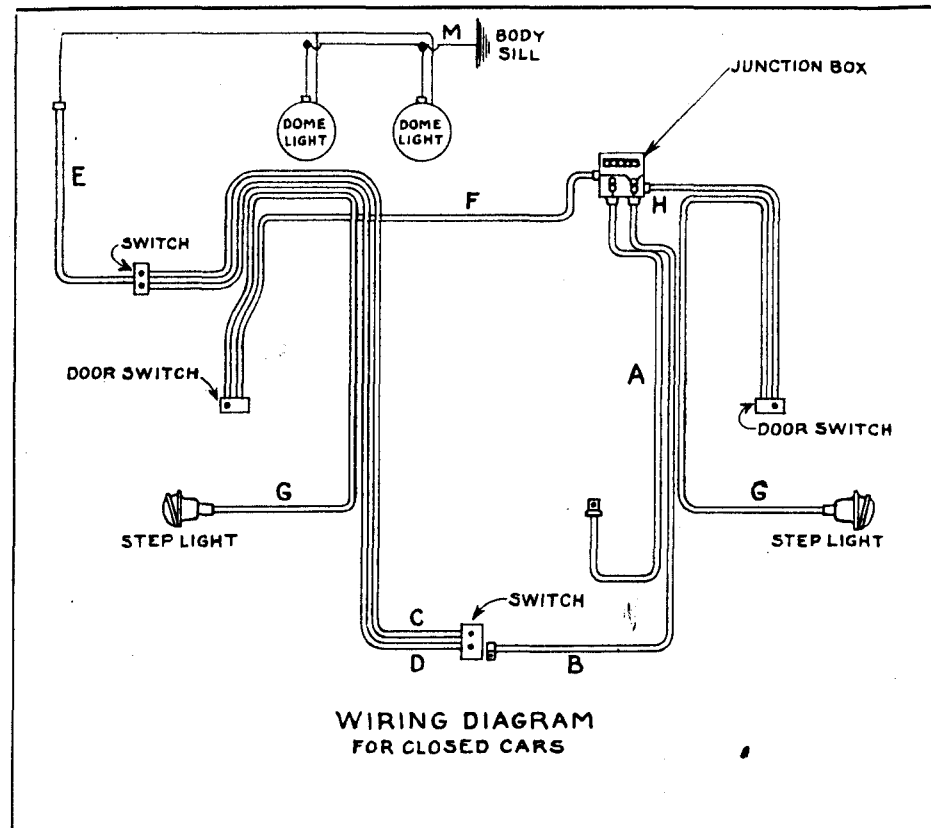 M
BODY
SILL
JUNCTION BOX
DOME
LIGHT
DOME
LIGHT
E
F
H
SWITCH
A
DOOR SWITCH
DOOR SWITCH
G
G
STEP LIGHT
STEP LIGHT
SWITCH
C
D
B
WIRING DIAGRAM
FOR CLOSED CARS